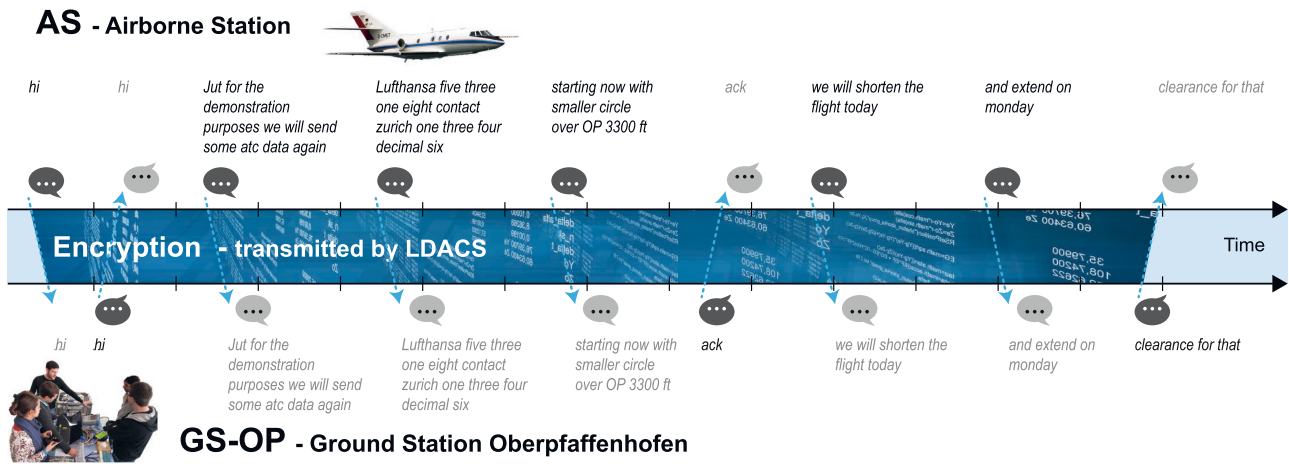 AS - Airborne Station
hi
hi
Jut for the
demonstration
purposes we will send
some atc data again
Lufthansa five three
one eight contact
zurich one three four
decimal six
starting now with
smaller circle
over OP 3300 ft
ack
we will shorten the
flight today
and extend on
monday
clearance for that
Encryption - transmitted by LDACS
Time
hi
hi
Jut for the
demonstration
purposes we will send
some atc data again
Lufthansa five three
one eight contact
zurich one three four
decimal six
starting now with
smaller circle
over OP 3300 ft
ack
we will shorten the
flight today
and extend on
monday
clearance for that
GS-OP - Ground Station Oberpfaffenhofen